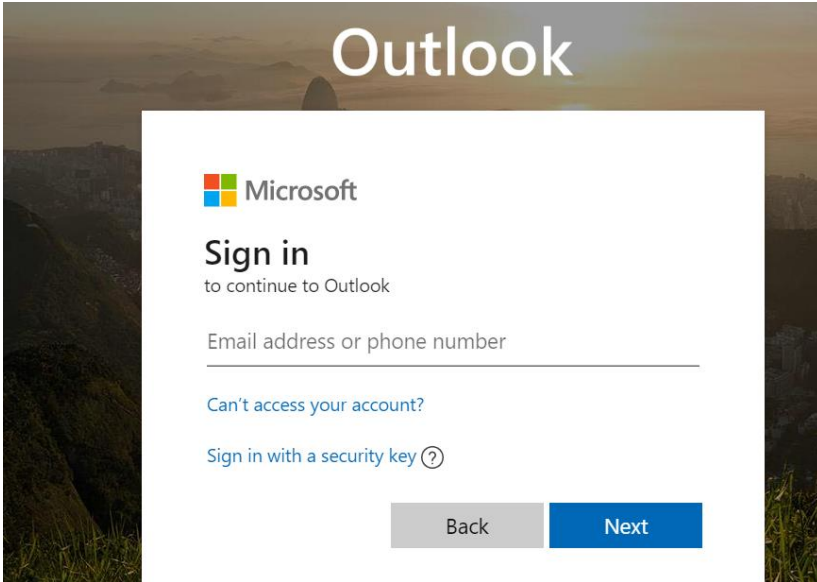 Outlook
Microsoft
Sign in
to continue to Outlook
Email address or phone number
Can't access your account?
Sign in with a security key
Back Next